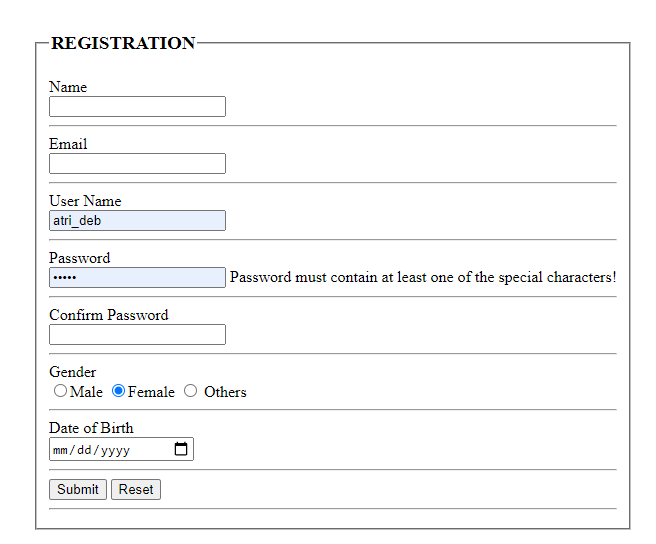 REGISTRATION
Name
Email
User Name
atri_deb
Password
••••• Password must contain at least one of the special characters!
Confirm Password
Gender
Male Female Others
Date of Birth
mm/dd/yyyy
Submit Reset